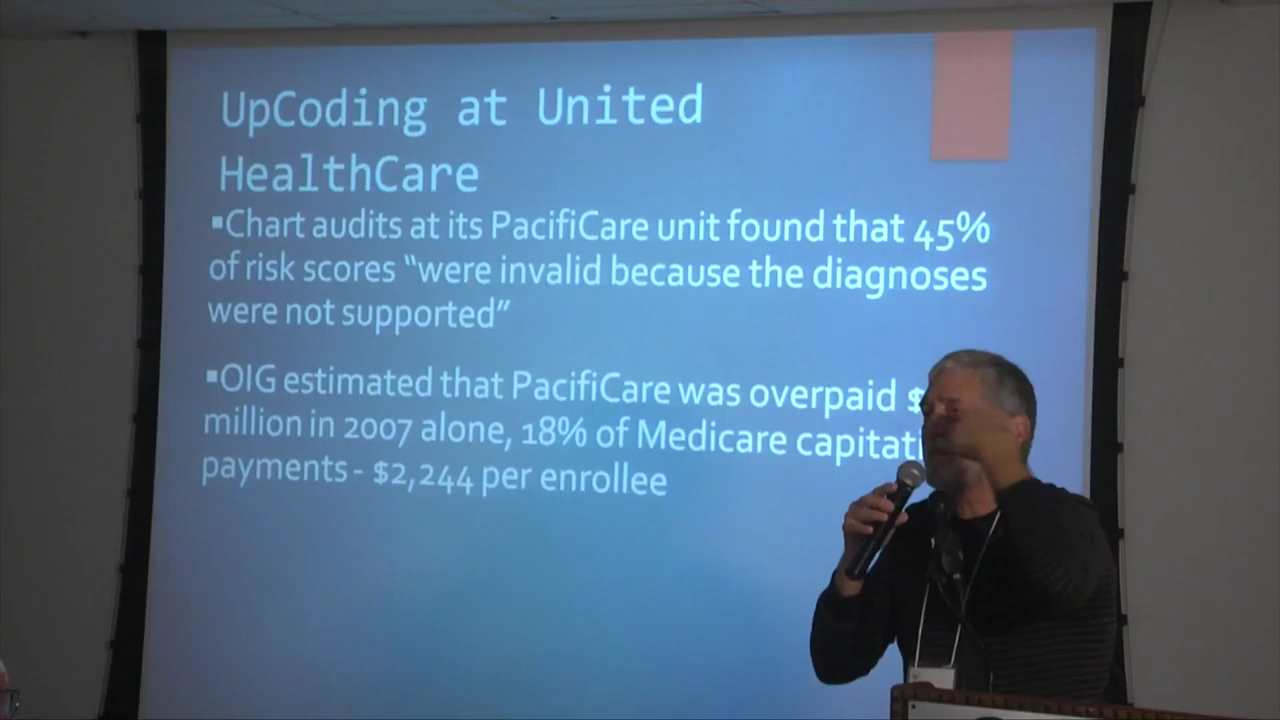 UpCoding at United
HealthCare
▪Chart audits at its PacifiCare unit found that 45%
of risk scores “were invalid because the diagnoses
were not supported”
▪OIG estimated that PacifiCare was overpaid $
million in 2007 alone, 18% of Medicare capitati
payments - $2,244 per enrollee